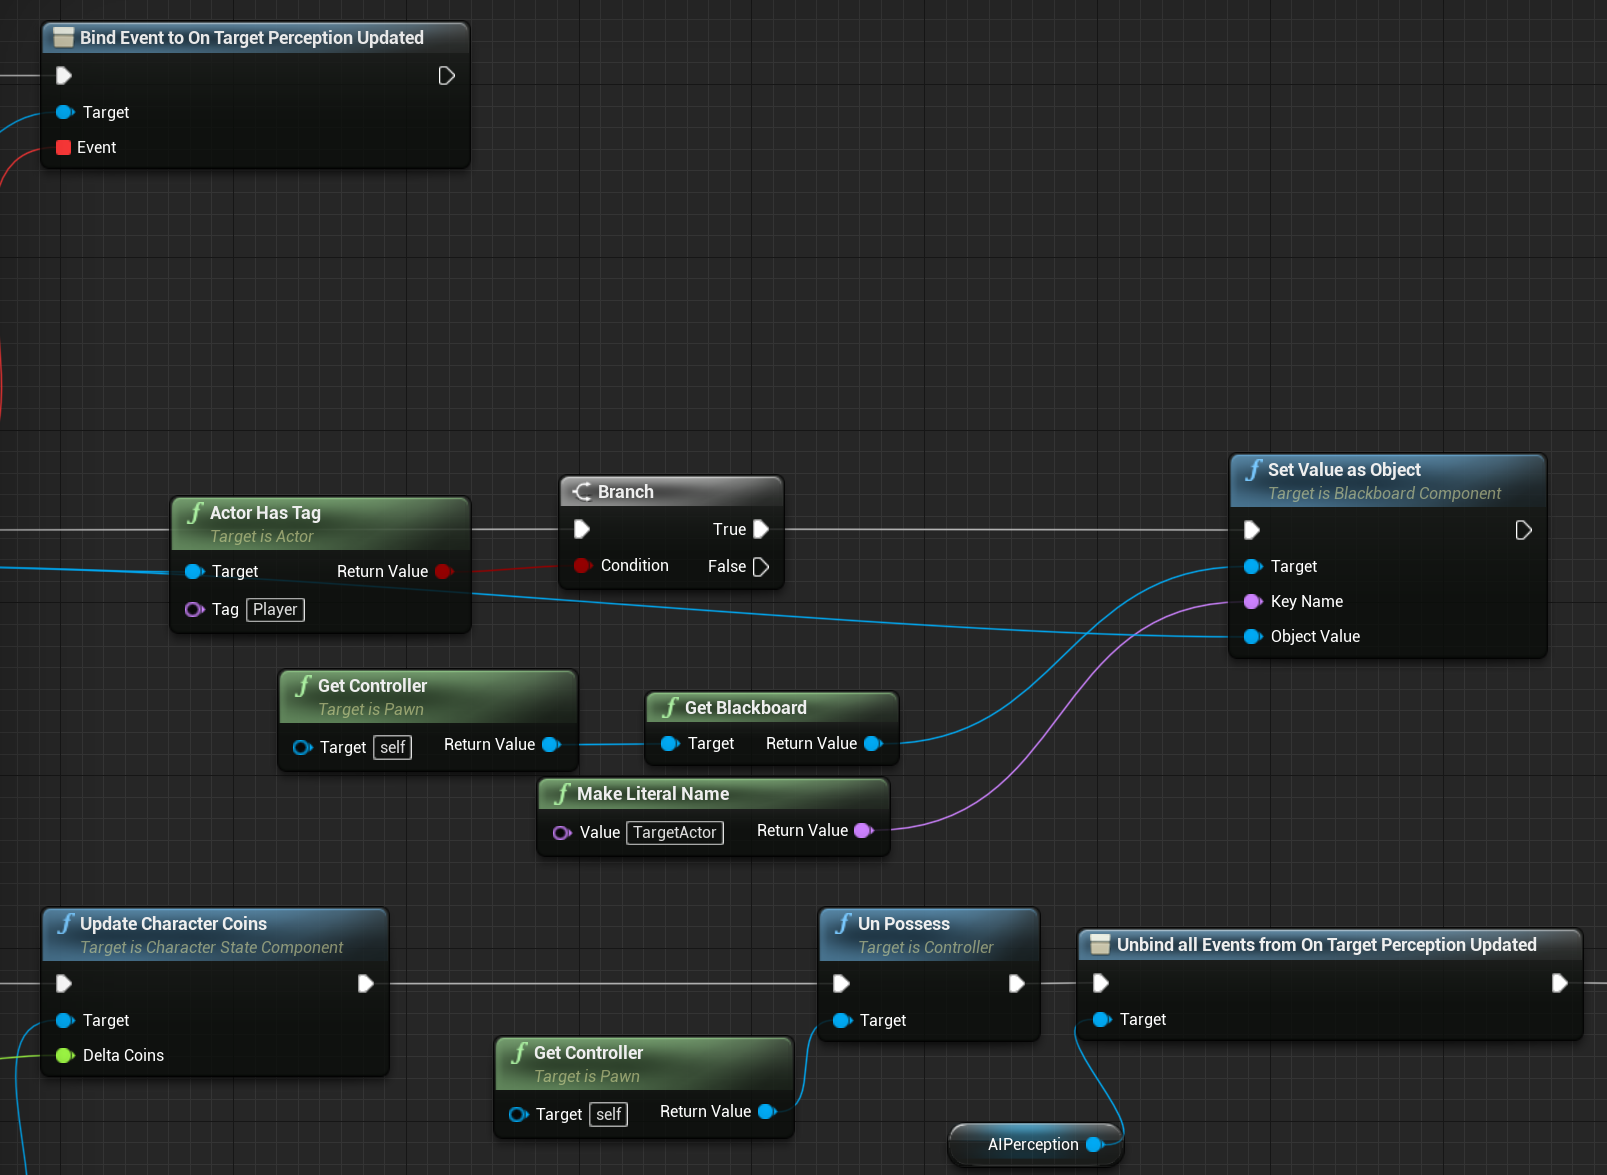 Bind Event to On Target Perception Updated
Target
Event
Set Value as Object
Target is Blackboard Component
Target
Key Name
Object Value
Branch
True
Condition False
Actor Has Tag
Target is Actor
Target Return Value
Tag Player
Get Controller
Target is Pawn
Target self Return Value
Get Blackboard
Target Return Value
Make Literal Name
Value TargetActor Return Value
Update Character Coins
Target is Character State Component
Target
Delta Coins
Un Possess
Target is Controller
Target
Unbind all Events from On Target Perception Updated
Target
Get Controller
Target is Pawn
Target self Return Value
AIPerception